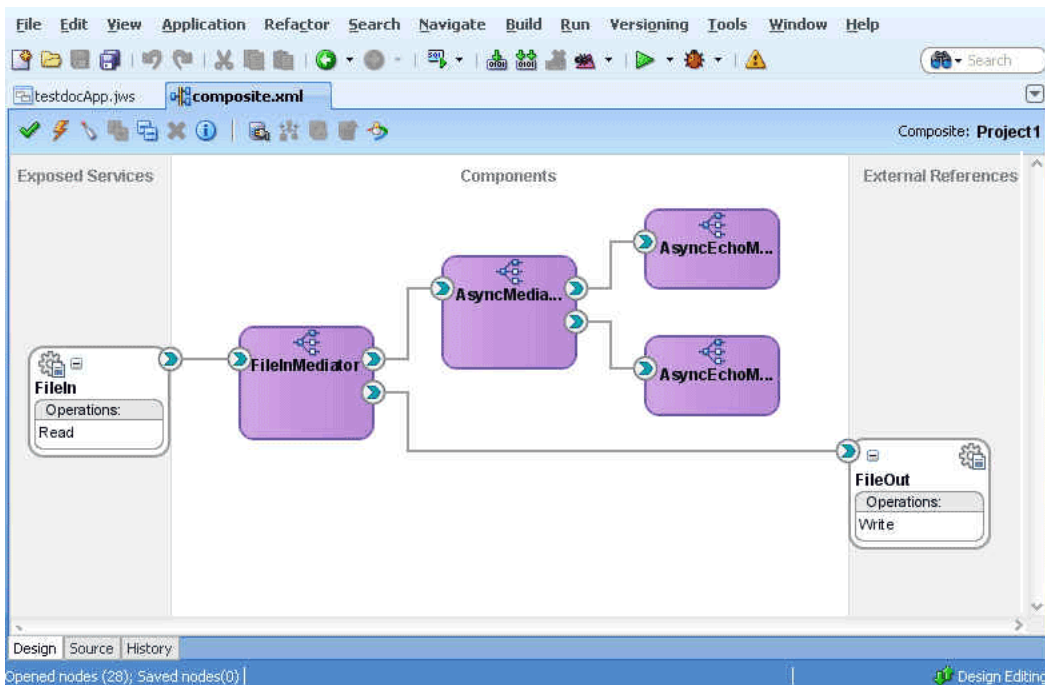 File Edit View Application Refactor Search Navigate Build Run Versioning Tools Window Help
SQL
Search
testdocApp.jws composite.xml
Composite: Project1
Exposed Services Components External References
AsyncEchoM...
AsyncMedia...
FileInMediator
AsyncEchoM...
FileIn
Operations:
Read
FileOut
Operations:
Write
Design Source History
Opened nodes (28); Saved nodes(0) Design Editing